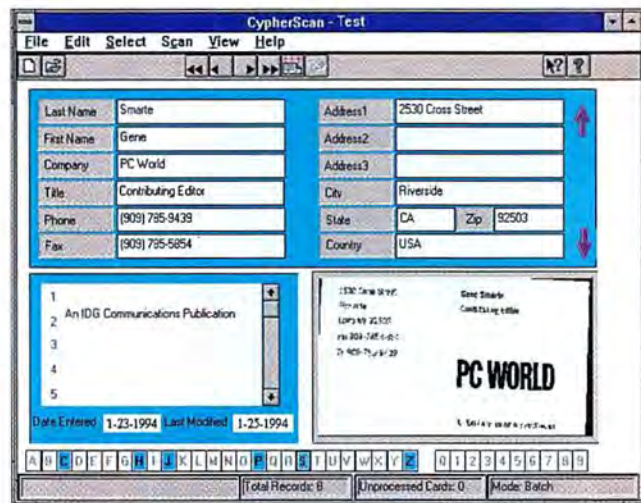 CypherScan - Test
File Edit Select Scan View Help
Last Name Smarte
First Name Gene
Company PC World
Title Contributing Editor
Phone (909) 785-9439
Fax (909) 785-5854
Address1 2530 Cross Street
Address2
Address3
City Riverside
State CA Zip 92503
Country USA
1
An IDG Communications Publication
2
3
4
5
Date Entered 1-23-1994 Last Modified 1-25-1994
Gene Smarte
Contributing Editor
PC WORLD
A B C D E F G H I J K L M N O P Q R S T U V W X Y Z 0 1 2 3 4 5 6 7 8 9
Total Records: 8 Unprocessed Cards: 0 Mode: Batch